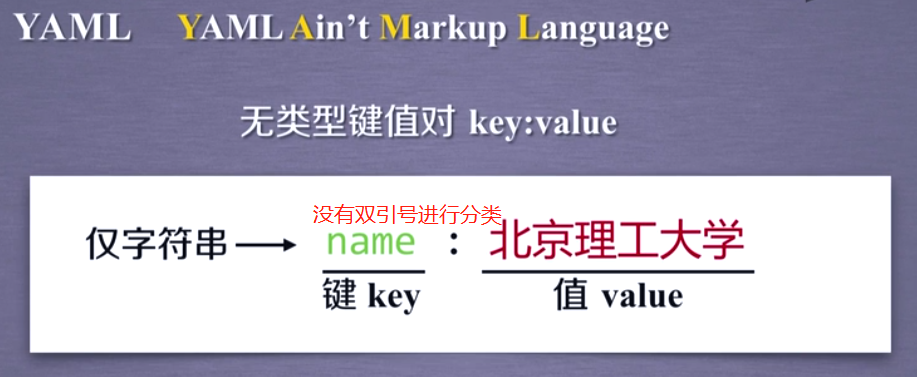 YAML YAML Ain't Markup Language
无类型键值对 key:value
没有双引号进行分类
仅字符串 name : 北京理工大学
键 key 值 value